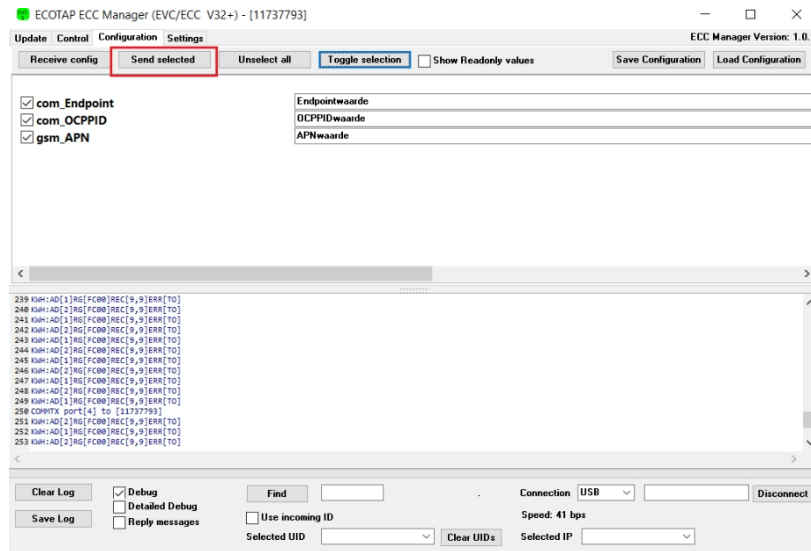 ECOTAP ECC Manager (EVC/ECC V32+) - [11737793]
Update Control Configuration Settings ECC Manager Version: 1.0.
Receive config Send selected Unselect all Toggle selection Show Readonly values Save Configuration Load Configuration
com_Endpoint Endpointwaarde
com_OCPPID OCPPIDwaarde
gsm_APN APNwaarde
239 KWH:AD[1]RG[FC00]REC[9,9]ERR[TO]
240 KWH:AD[2]RG[FC00]REC[9,9]ERR[TO]
241 KWH:AD[1]RG[FC00]REC[9,9]ERR[TO]
242 KWH:AD[2]RG[FC00]REC[9,9]ERR[TO]
243 KWH:AD[1]RG[FC00]REC[9,9]ERR[TO]
244 KWH:AD[2]RG[FC00]REC[9,9]ERR[TO]
245 KWH:AD[1]RG[FC00]REC[9,9]ERR[TO]
246 KWH:AD[2]RG[FC00]REC[9,9]ERR[TO]
247 KWH:AD[1]RG[FC00]REC[9,9]ERR[TO]
248 KWH:AD[2]RG[FC00]REC[9,9]ERR[TO]
249 KWH:AD[1]RG[FC00]REC[9,9]ERR[TO]
250 COMMTX port[4] to [11737793]
251 KWH:AD[2]RG[FC00]REC[9,9]ERR[TO]
252 KWH:AD[1]RG[FC00]REC[9,9]ERR[TO]
253 KWH:AD[2]RG[FC00]REC[9,9]ERR[TO]
Clear Log Debug Find - Connection USB Disconnect
Detailed Debug
Save Log Reply messages Use incoming ID Speed: 41 bps
Selected UID Clear UIDs Selected IP